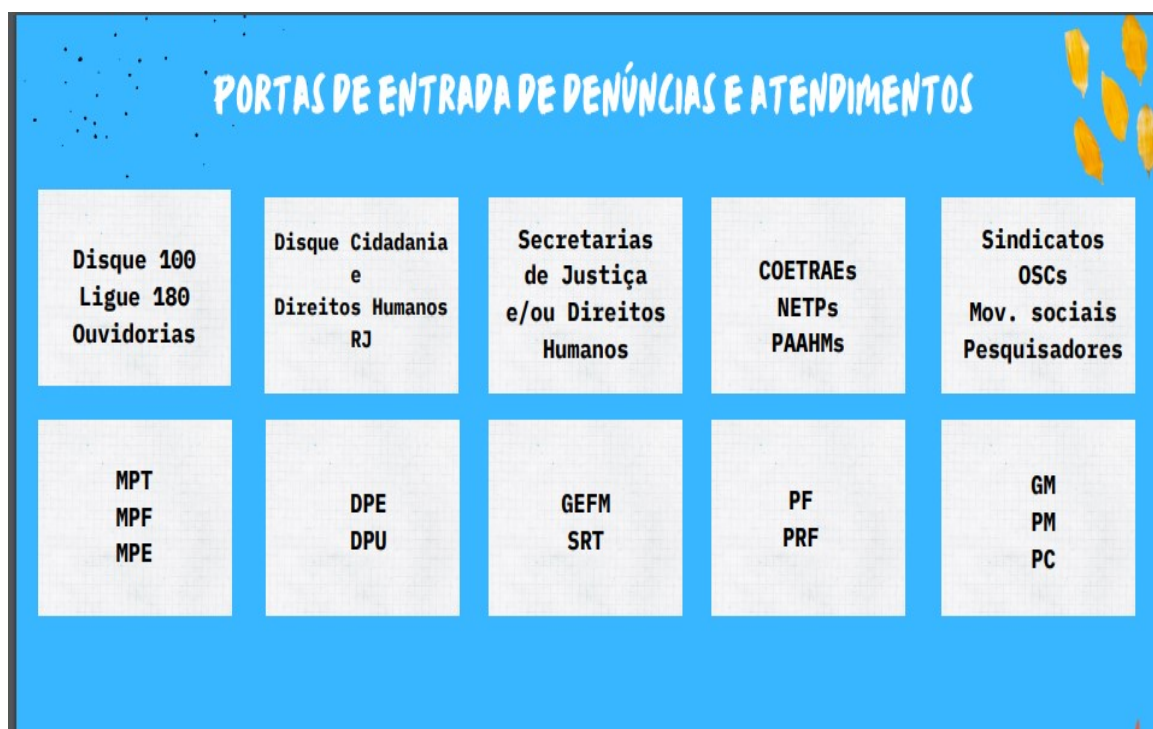 PORTAS DE ENTRADA DE DENÚNCIAS E ATENDIMENTOS
Disque 100
Ligue 180
Ouvidorias
Disque Cidadania
e
Direitos Humanos
RJ
Secretarias
de Justiça
e/ou Direitos
Humanos
COETRAEs
NETPs
PAAHMs
Sindicatos
OSCs
Mov. sociais
Pesquisadores
MPT
MPF
MPE
DPE
DPU
GEFM
SRT
PF
PRF
GM
PM
PC